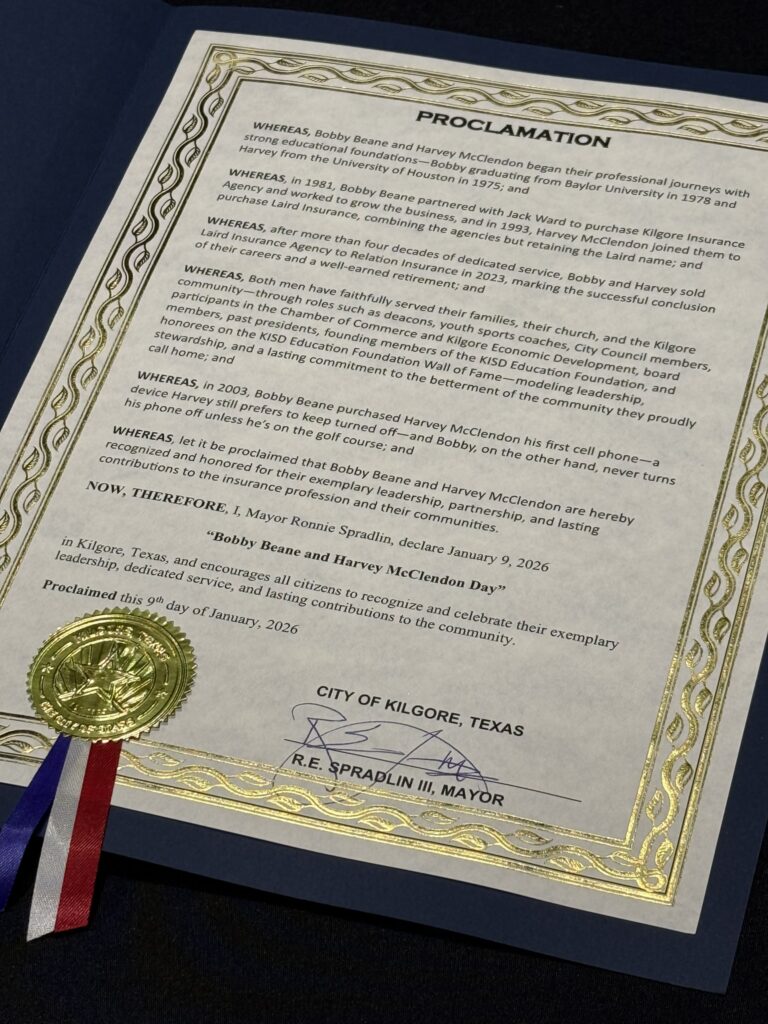 PROCLAMATION
WHEREAS, Bobby Beane and Harvey McClendon began their professional journeys with
strong educational foundations—Bobby graduating from Baylor University in 1978 and
Harvey from the University of Houston in 1975; and
WHEREAS, in 1981, Bobby Beane partnered with Jack Ward to purchase Kilgore Insurance
Agency and worked to grow the business, and in 1993, Harvey McClendon joined them to
purchase Laird Insurance, combining the agencies but retaining the Laird name; and
WHEREAS, after more than four decades of dedicated service, Bobby and Harvey sold
Laird Insurance Agency to Relation Insurance in 2023, marking the successful conclusion
of their careers and a well-earned retirement; and
WHEREAS, Both men have faithfully served their families, their church, and the Kilgore
community—through roles such as deacons, youth sports coaches, City Council members,
participants in the Chamber of Commerce and Kilgore Economic Development, board
members, past presidents, founding members of the KISD Education Foundation, and
honorees on the KISD Education Foundation Wall of Fame—modeling leadership,
stewardship, and a lasting commitment to the betterment of the community they proudly
call home; and
WHEREAS, in 2003, Bobby Beane purchased Harvey McClendon his first cell phone—a
device Harvey still prefers to keep turned off—and Bobby, on the other hand, never turns
his phone off unless he's on the golf course; and
WHEREAS, let it be proclaimed that Bobby Beane and Harvey McClendon are hereby
recognized and honored for their exemplary leadership, partnership, and lasting
contributions to the insurance profession and their communities.
NOW, THEREFORE, I, Mayor Ronnie Spradlin, declare January 9, 2026
“Bobby Beane and Harvey McClendon Day”
in Kilgore, Texas, and encourages all citizens to recognize and celebrate their exemplary
leadership, dedicated service, and lasting contributions to the community.
Proclaimed this 9th day of January, 2026
KILGORE, TEXAS
CITY OF KILGORE, TEXAS
R.E. SPRADLIN III, MAYOR